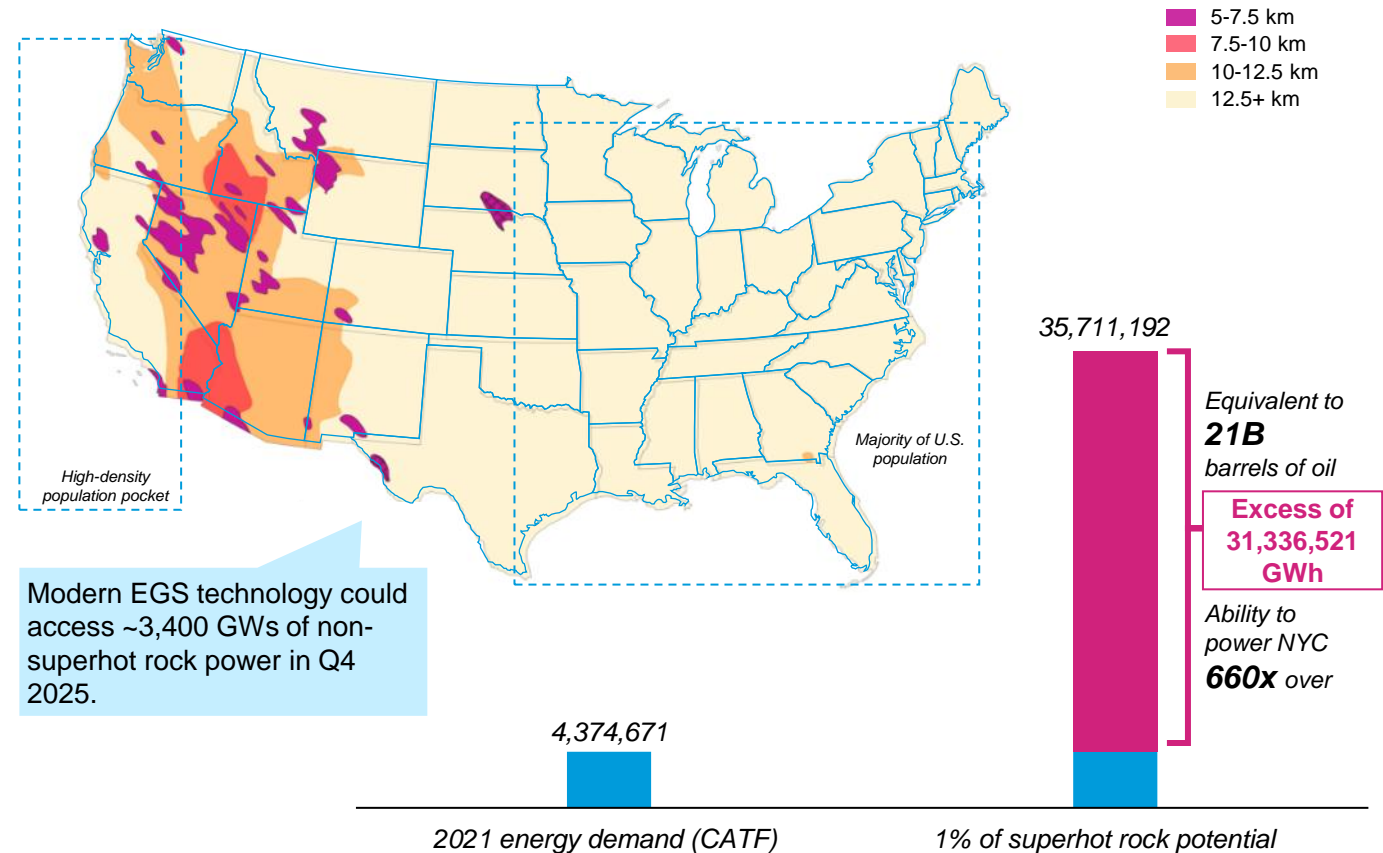 5-7.5 km
7.5-10 km
10-12.5 km
12.5+ km
High-density
population pocket
Majority of U.S.
population
Modern EGS technology could
access ~3,400 GWs of non-
superhot rock power in Q4
2025.
4,374,671
35,711,192
Equivalent to
21B
barrels of oil
Excess of
31,336,521
GWh
Ability to
power NYC
660x over
2021 energy demand (CATF)
1% of superhot rock potential